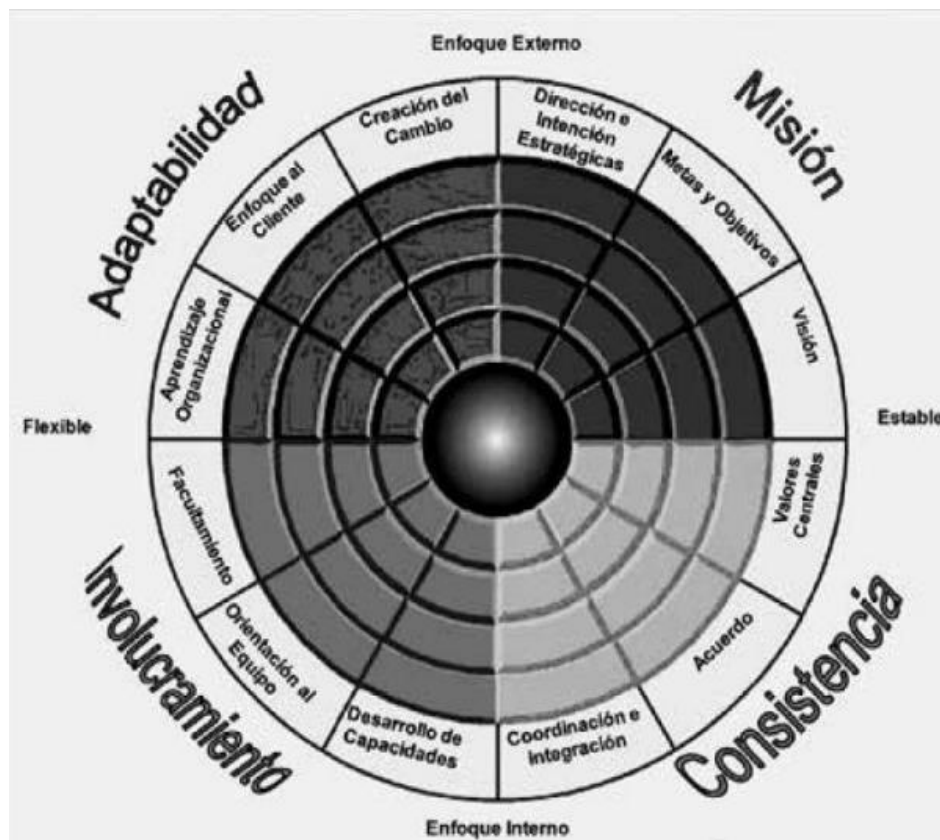 Enfoque Externo
Adaptabilidad
Misión
Creación del
Cambio
Dirección e
Intención
Estratégicas
Enfoque al
Cliente
Metas y Objetivos
Aprendizaje
Organizacional
Visión
Flexible
Estable
Facultamiento
Valores
Centrales
Orientación al
Equipo
Acuerdo
Desarrollo de
Capacidades
Coordinación e
integración
Involucramiento
Consistencia
Enfoque Interno